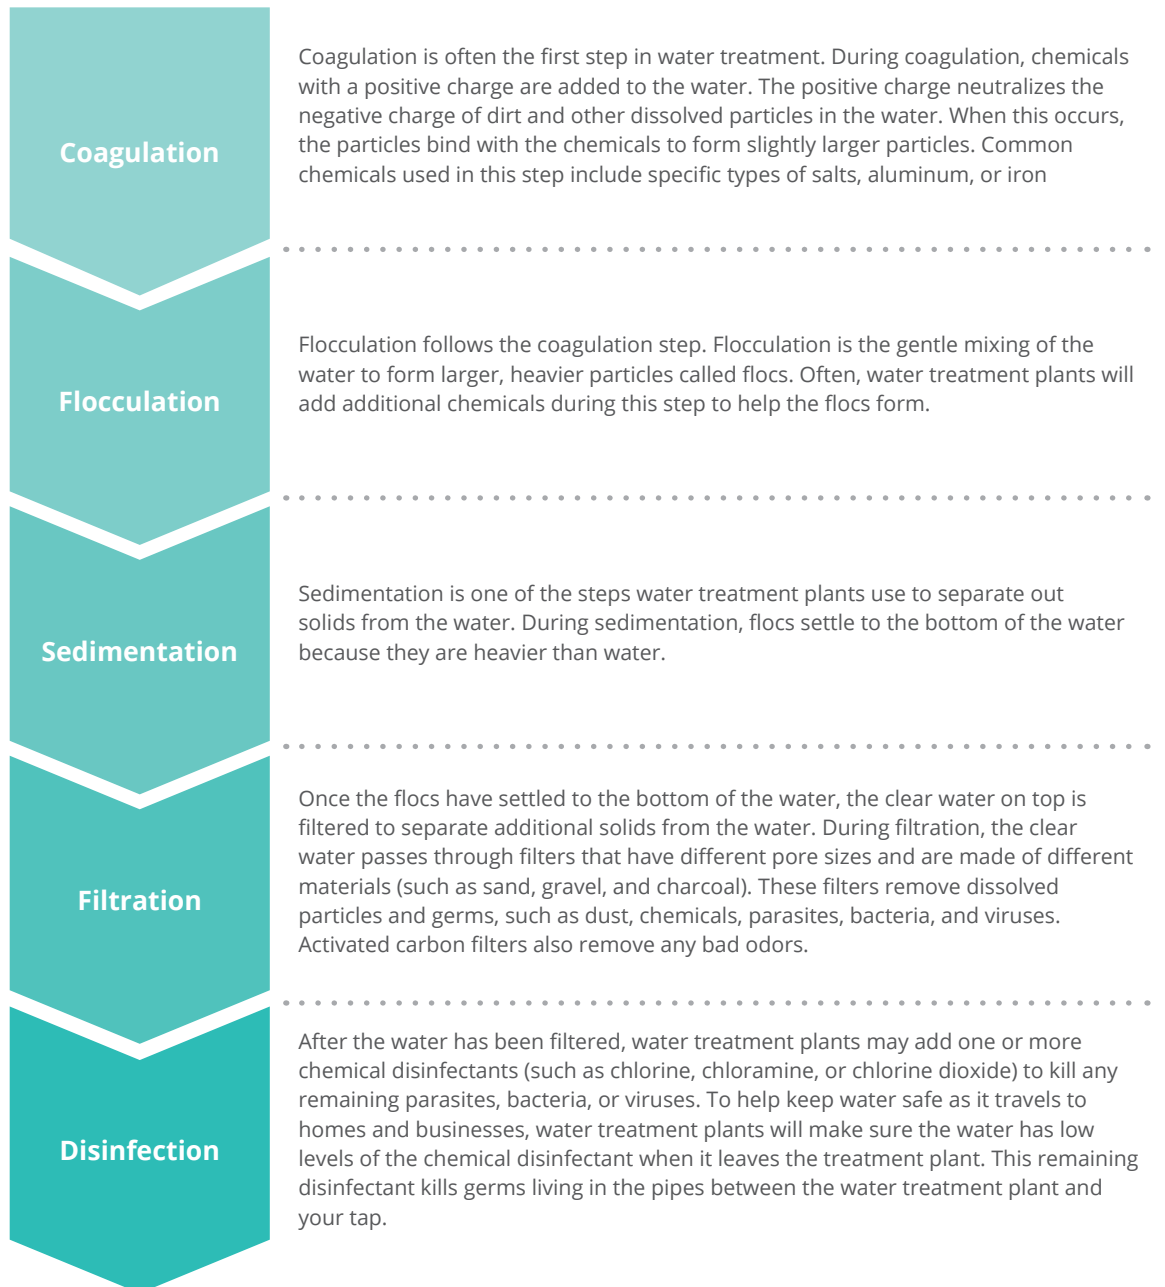 Coagulation
Coagulation is often the first step in water treatment. During coagulation, chemicals
with a positive charge are added to the water. The positive charge neutralizes the
negative charge of dirt and other dissolved particles in the water. When this occurs,
the particles bind with the chemicals to form slightly larger particles. Common
chemicals used in this step include specific types of salts, aluminum, or iron
Flocculation
Flocculation follows the coagulation step. Flocculation is the gentle mixing of the
water to form larger, heavier particles called flocs. Often, water treatment plants will
add additional chemicals during this step to help the flocs form.
Sedimentation
Sedimentation is one of the steps water treatment plants use to separate out
solids from the water. During sedimentation, flocs settle to the bottom of the water
because they are heavier than water.
Filtration
Once the flocs have settled to the bottom of the water, the clear water on top is
filtered to separate additional solids from the water. During filtration, the clear
water passes through filters that have different pore sizes and are made of different
materials (such as sand, gravel, and charcoal). These filters remove dissolved
particles and germs, such as dust, chemicals, parasites, bacteria, and viruses.
Activated carbon filters also remove any bad odors.
Disinfection
After the water has been filtered, water treatment plants may add one or more
chemical disinfectants (such as chlorine, chloramine, or chlorine dioxide) to kill any
remaining parasites, bacteria, or viruses. To help keep water safe as it travels to
homes and businesses, water treatment plants will make sure the water has low
levels of the chemical disinfectant when it leaves the treatment plant. This remaining
disinfectant kills germs living in the pipes between the water treatment plant and
your tap.